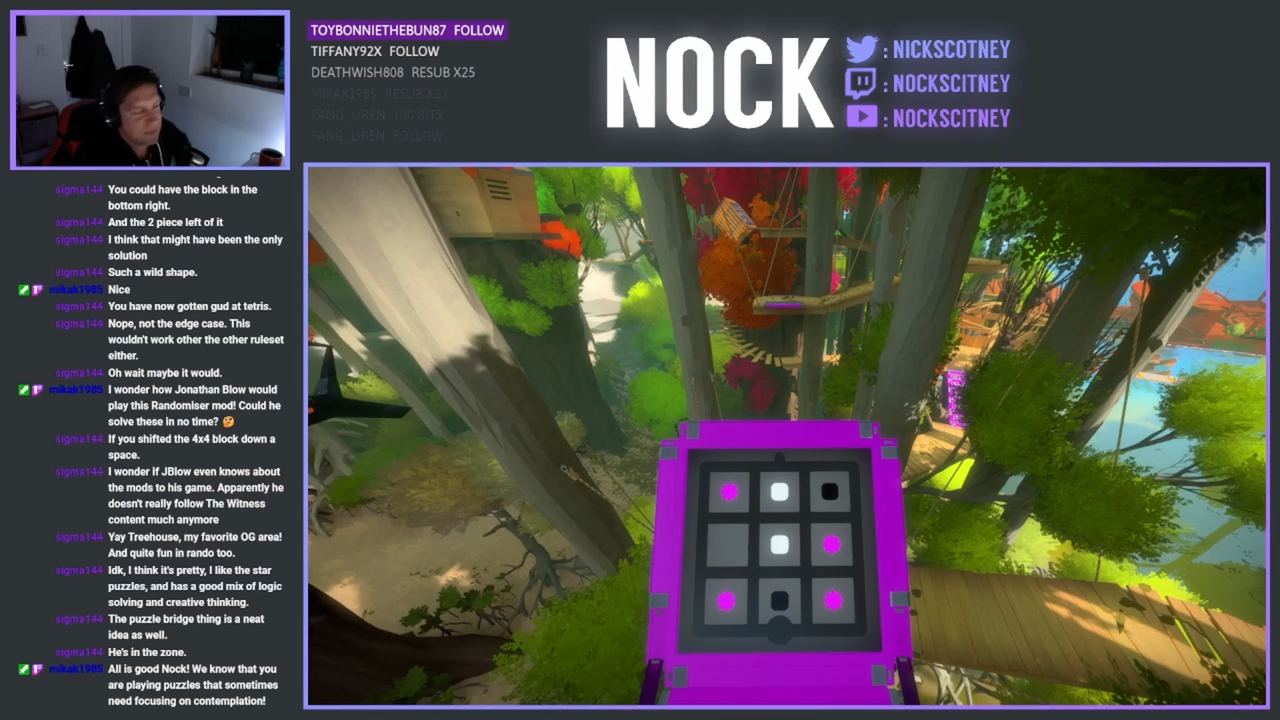 TOYBONNIETHEBUN87 FOLLOW
TIFFANY92X FOLLOW
DEATHWISH808 RESUB X25
MIKAK1985 RESUB X17
FANG_LIREN 100 BITS
FANG_LIREN FOLLOW
NOCK
: NICKSCOTNEY
: NOCKSCITNEY
: NOCKSCITNEY
sigma144 You could have the block in the
bottom right.
sigma144 And the 2 piece left of it
sigma144 I think that might have been the only
solution
sigma144 Such a wild shape.
mikak1985 Nice
sigma144 You have now gotten gud at tetris.
sigma144 Nope, not the edge case. This
wouldn't work other the other ruleset
either.
sigma144 Oh wait maybe it would.
mikak1985 I wonder how Jonathan Blow would
play this Randomiser mod! Could he
solve these in no time? 🤔
sigma144 If you shifted the 4x4 block down a
space.
sigma144 I wonder if JBlow even knows about
the mods to his game. Apparently he
doesn't really follow The Witness
content much anymore
sigma144 Yay Treehouse, my favorite OG area!
And quite fun in rando too.
sigma144 Idk, I think it's pretty, I like the star
puzzles, and has a good mix of logic
solving and creative thinking.
sigma144 The puzzle bridge thing is a neat
idea as well.
sigma144 He's in the zone.
mikak1985 All is good Nock! We know that you
are playing puzzles that sometimes
need focusing on contemplation!